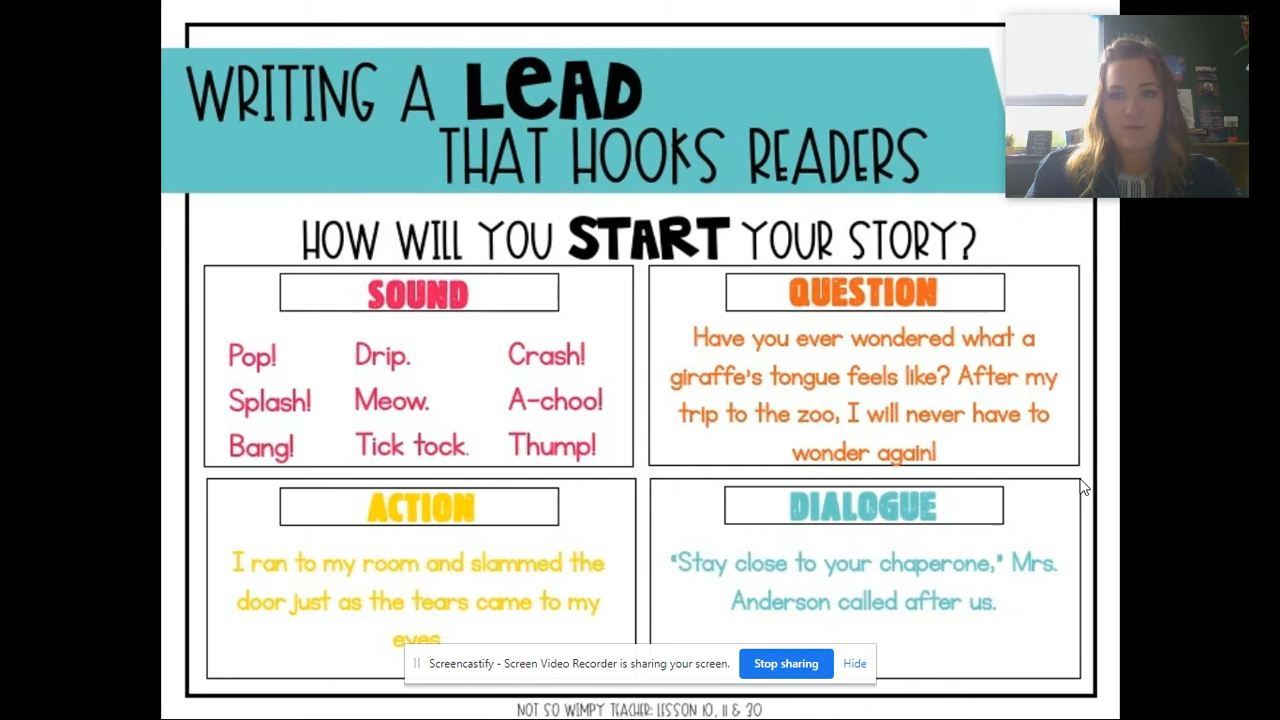 WRITING A LEAD
THAT HOOKS READERS
HOW WILL YOU START YOUR STORY?
SOUND
Pop! Drip. Crash!
Splash! Meow. A-choo!
Bang! Tick tock. Thump!
QUESTION
Have you ever wondered what a
giraffe's tongue feels like? After my
trip to the zoo, I will never have to
wonder again!
ACTION
I ran to my room and slammed the
door just as the tears came to my
eyes.
DIALOGUE
“Stay close to your chaperone,” Mrs.
Anderson called after us.
Screencastify - Screen Video Recorder is sharing your screen. Stop sharing Hide
NOT SO WIMPY TEACHER: LESSON 10, 11 & 30